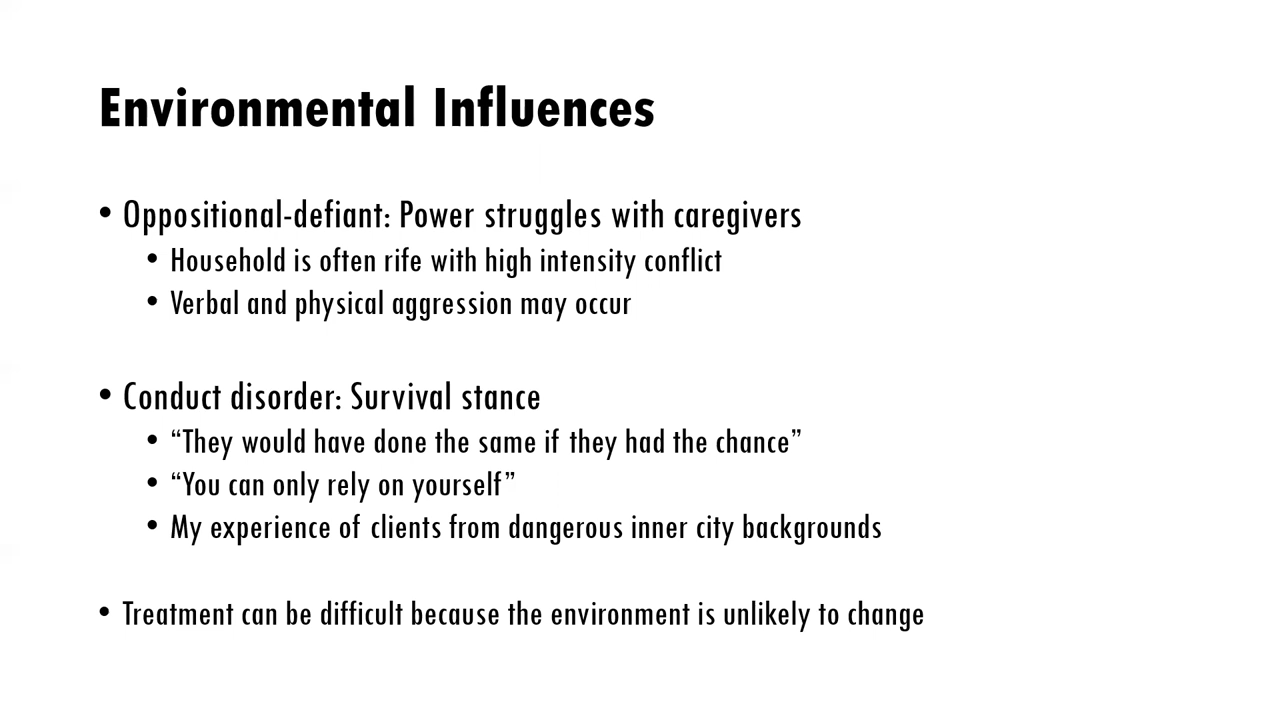 Environmental Influences
• Oppositional-defiant: Power struggles with caregivers
• Household is often rife with high intensity conflict
• Verbal and physical aggression may occur
• Conduct disorder: Survival stance
• “They would have done the same if they had the chance”
• “You can only rely on yourself”
• My experience of clients from dangerous inner city backgrounds
• Treatment can be difficult because the environment is unlikely to change